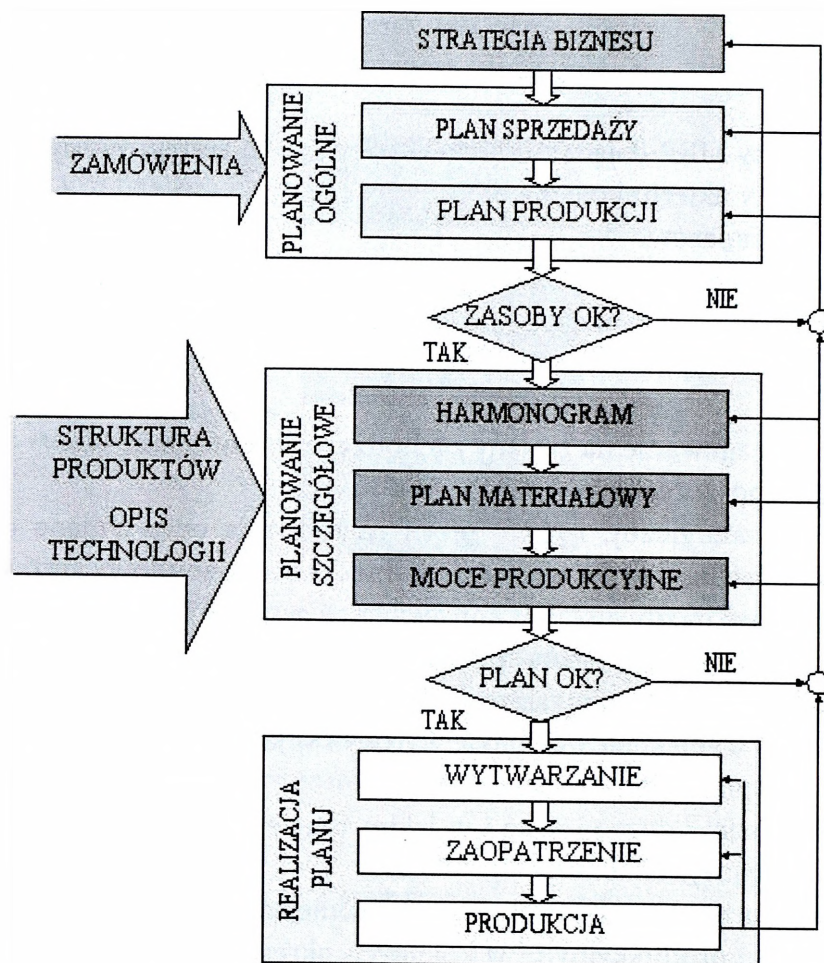 STRATEGIA BIZNESU
PLANOWANIE
OGÓLNE
PLAN SPRZEDAŻY
ZAMÓWIENIA
PLAN PRODUKCJI
ZASOBY OK?
NIE
TAK
STRUKTURA
PRODUKTÓW
OPIS
TECHNOLOGII
PLANOWANIE
SZCZEGÓŁOWE
HARMONOGRAM
PLAN MATERIAŁOWY
MOCE PRODUKCYJNE
PLAN OK?
NIE
TAK
REALIZACJA
PLANU
WYTWARZANIE
ZAOPATRZENIE
PRODUKCJA